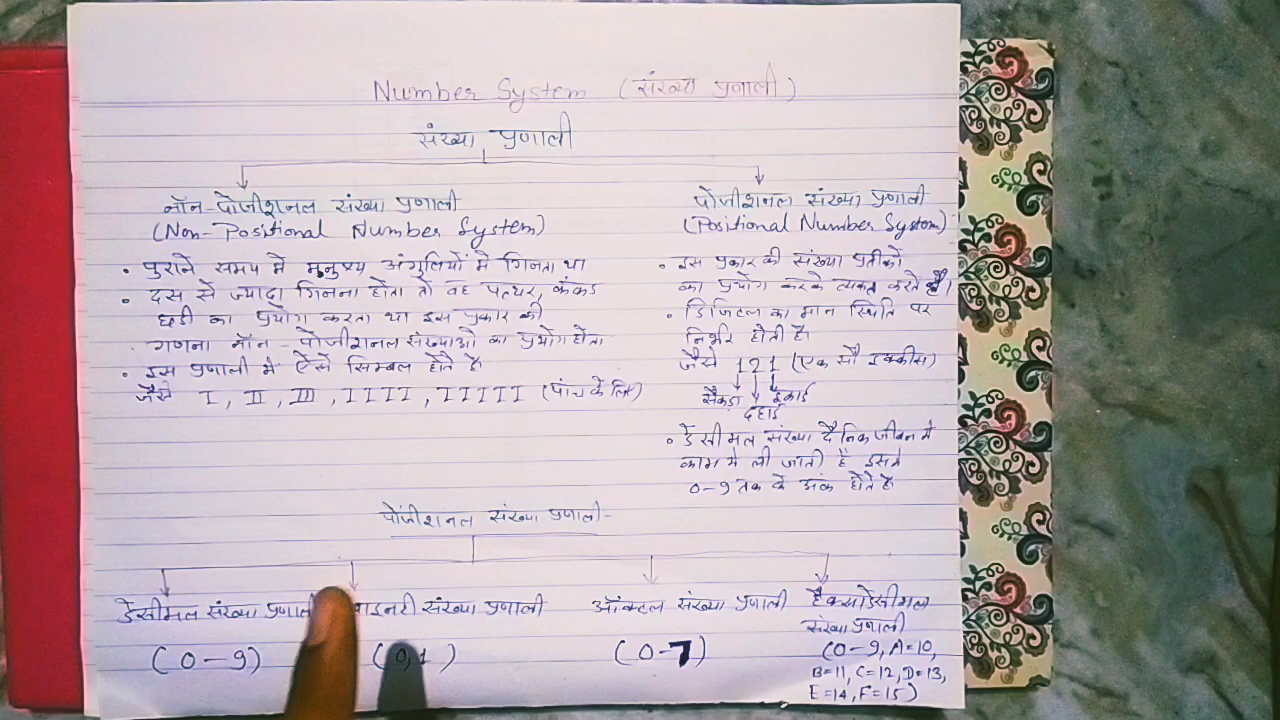 Number System (संख्या प्रणाली)
संख्या प्रणाली
नॉन-पोजीशनल संख्या प्रणाली
(Non-Positional Number System)
• पुराने समय में मनुष्य अंगुलियों में गिनता था
• दस से ज्यादा गिनना होता तो वह पत्थर, कंकड
छडी का प्रयोग करता था इस प्रकार की
गणना नॉन-पोजीशनल संख्याओं का प्रयोग होता
• इस प्रणाली में ऐसे सिम्बल होते है
जैसे I, II, III, IIII, IIIII (पांच के लिए)
पोजीशनल संख्या प्रणाली
(Positional Number System)
• इस प्रकार की संख्या प्रतीको
का प्रयोग करके व्यक्त करते है।
• डिजिटल का मान स्थिति पर
निर्भर होती है।
जैसे 121 (एक सौ इक्कीस)
सैकड़ा इकाई
दहाई
• डेसीमल संख्या दैनिक जीवन में
काम में ली जाती है इसमें
0-9 तक के अंक होते है
पोजीशनल संख्या प्रणाली-
डेसीमल संख्या प्रणाली
(0-9)
बाइनरी संख्या प्रणाली
(0,1)
ऑक्टल संख्या प्रणाली
(0-7)
हैक्साडेसीमल
संख्या प्रणाली
(0-9, A=10,
B=11, C=12, D=13,
E=14, F=15)